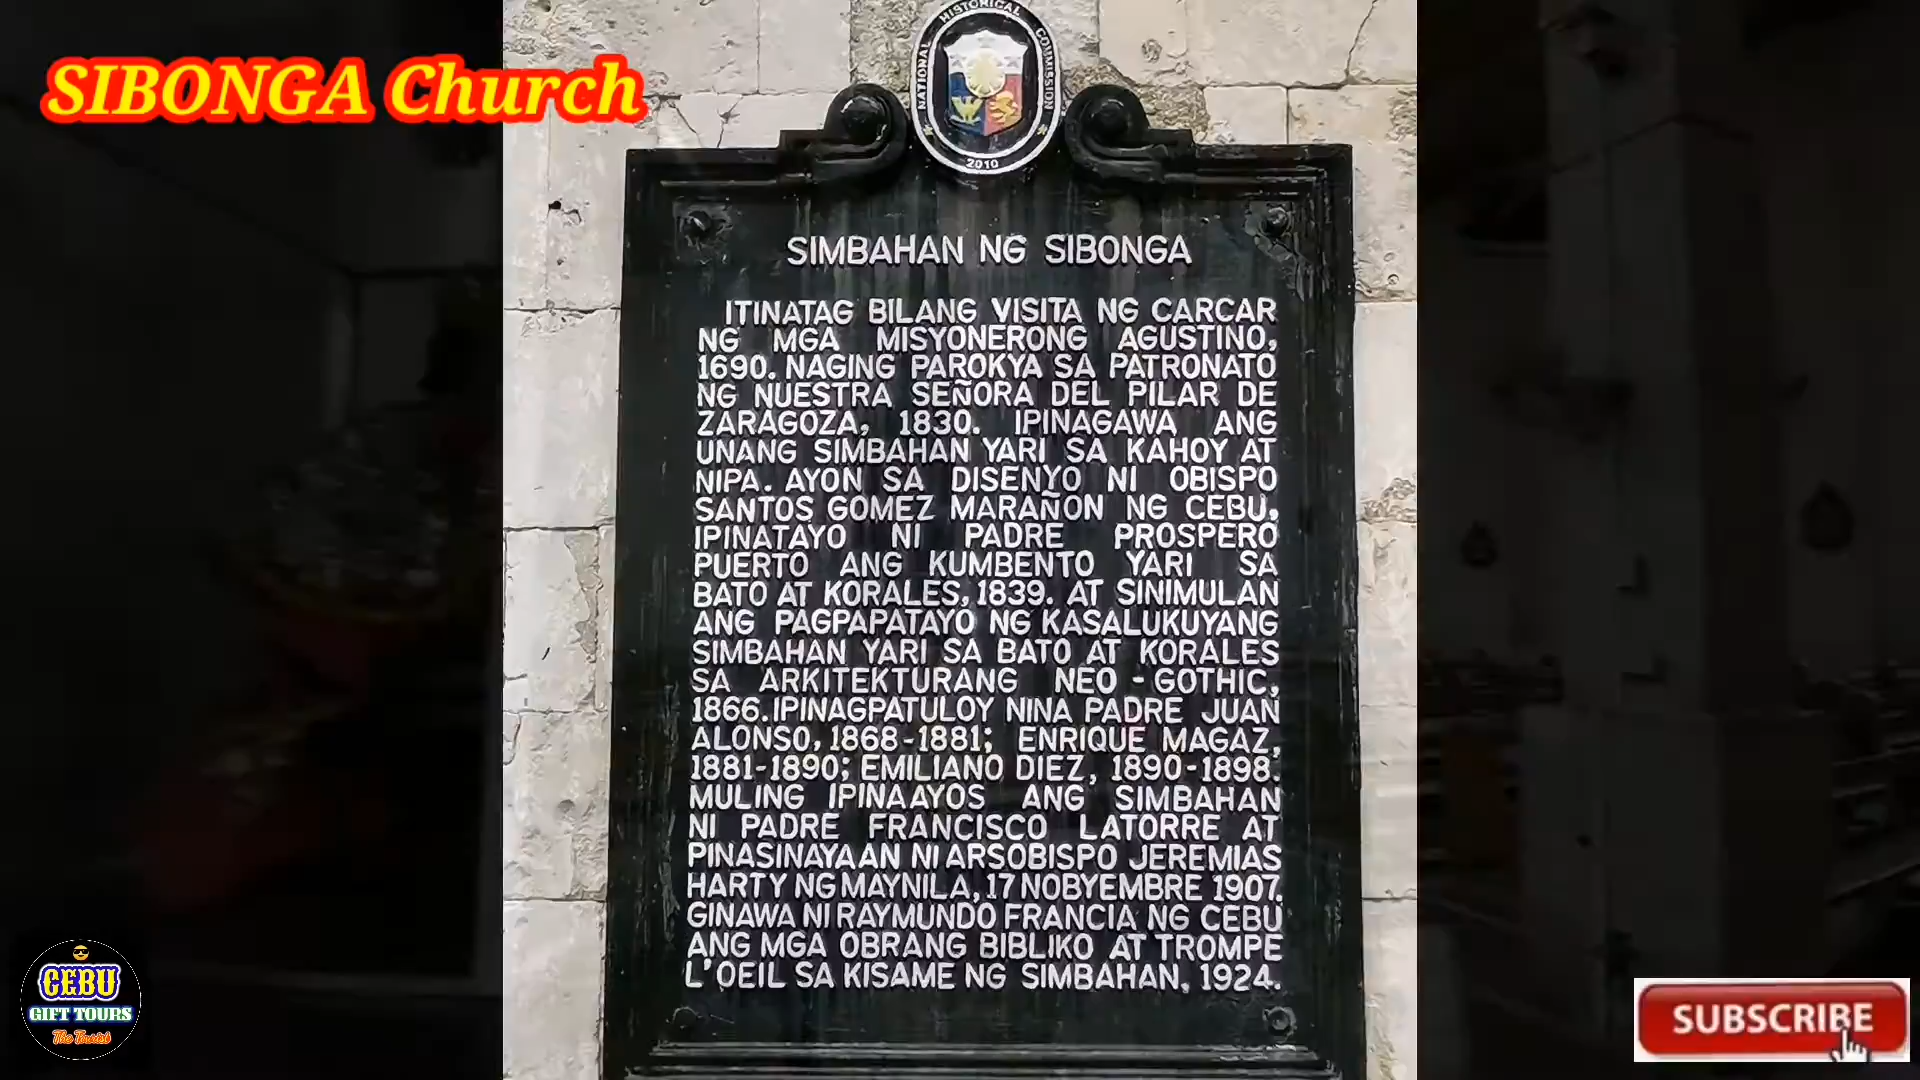 SIBONGA Church
NATIONAL HISTORICAL COMMISSION
2010
SIMBAHAN NG SIBONGA
ITINATAG BILANG VISITA NG CARCAR
NG MGA MISYONERONG AGUSTINO,
1690. NAGING PAROKYA SA PATRONATO
NG NUESTRA SEÑORA DEL PILAR DE
ZARAGOZA, 1830. IPINAGAWA ANG
UNANG SIMBAHAN YARI SA KAHOY AT
NIPA. AYON SA DISENYO NI OBISPO
SANTOS GOMEZ MARAÑON NG CEBU,
IPINATAYO NI PADRE PROSPERO
PUERTO ANG KUMBENTO YARI SA
BATO AT KORALES, 1839. AT SINIMULAN
ANG PAGPAPATAYO NG KASALUKUYANG
SIMBAHAN YARI SA BATO AT KORALES
SA ARKITEKTURANG NEO-GOTHIC,
1866. IPINAGPATULOY NINA PADRE JUAN
ALONSO, 1868-1881; ENRIQUE MAGAZ,
1881-1890; EMILIANO DIEZ, 1890-1898.
MULING IPINAAYOS ANG SIMBAHAN
NI PADRE FRANCISCO LATORRE AT
PINASINAYAAN NI ARSOBISPO JEREMIAS
HARTY NG MAYNILA, 17 NOBYEMBRE 1907.
GINAWA NI RAYMUNDO FRANCIA NG CEBU
ANG MGA OBRANG BIBLIKO AT TROMPE
L'OEIL SA KISAME NG SIMBAHAN, 1924.
CEBU
GIFT TOURS
The Tourist
SUBSCRIBE